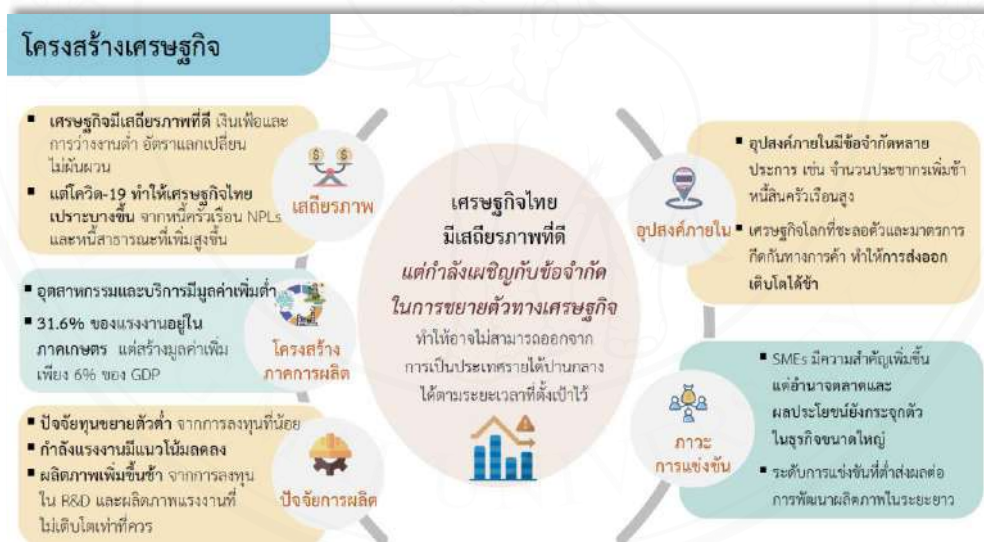 โครงสร้างเศรษฐกิจ
▪ เศรษฐกิจมีเสถียรภาพที่ดี เงินเฟ้อและ
การว่างงานต่ำ อัตราแลกเปลี่ยน
ไม่ผันผวน
▪ แต่โควิด-19 ทำให้เศรษฐกิจไทย
เปราะบางขึ้น จากหนี้ครัวเรือน NPLs
และหนี้สาธารณะที่เพิ่มสูงขึ้น
เสถียรภาพ
▪ อุตสาหกรรมและบริการมีมูลค่าเพิ่มต่ำ
▪ 31.6% ของแรงงานอยู่ใน
ภาคเกษตร แต่สร้างมูลค่าเพิ่ม
เพียง 6% ของ GDP
โครงสร้าง
ภาคการผลิต
▪ ปัจจัยทุนขยายตัวต่ำ จากการลงทุนที่น้อย
▪ กำลังแรงงานมีแนวโน้มลดลง
▪ ผลิตภาพเพิ่มขึ้นช้า จากการลงทุน
ใน R&D และผลิตภาพแรงงานที่
ไม่เติบโตเท่าที่ควร
ปัจจัยการผลิต
เศรษฐกิจไทย
มีเสถียรภาพที่ดี
แต่กำลังเผชิญกับข้อจำกัด
ในการขยายตัวทางเศรษฐกิจ
ทำให้อาจไม่สามารถออกจาก
การเป็นประเทศรายได้ปานกลาง
ได้ตามระยะเวลาที่ตั้งเป้าไว้
อุปสงค์ภายใน
▪ อุปสงค์ภายในมีข้อจำกัดหลาย
ประการ เช่น จำนวนประชากรเพิ่มช้า
หนี้สินครัวเรือนสูง
▪ เศรษฐกิจโลกที่ชะลอตัวและมาตรการ
กีดกันทางการค้า ทำให้การส่งออก
เติบโตได้ช้า
ภาวะ
การแข่งขัน
▪ SMEs มีความสำคัญเพิ่มขึ้น
แต่อำนาจตลาดและ
ผลประโยชน์ยังกระจุกตัว
ในธุรกิจขนาดใหญ่
▪ ระดับการแข่งขันที่ต่ำส่งผลต่อ
การพัฒนาผลิตภาพในระยะยาว